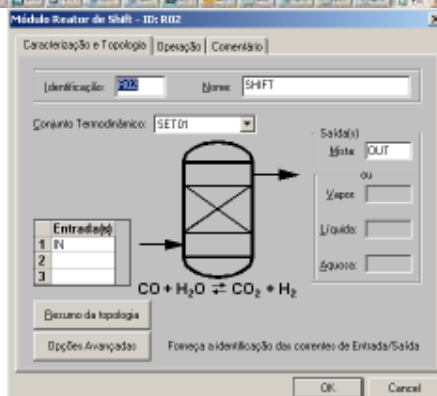 Módulo Reator de Shift - ID: R02
Caracterização e Topologia Operação Comentário
Identificação: R02 Nome: SHIFT
Conjunto Termodinâmico: SET01
Saída(s)
Mista: OUT
ou
Vapor:
Líquida:
Aquosa:
Entrada(s)
1 IN
2
3
CO + H₂O ⇄ CO₂ + H₂
Resumo da topologia
Opções Avançadas
Forneça a identificação das correntes de Entrada/Saída
OK Cancel